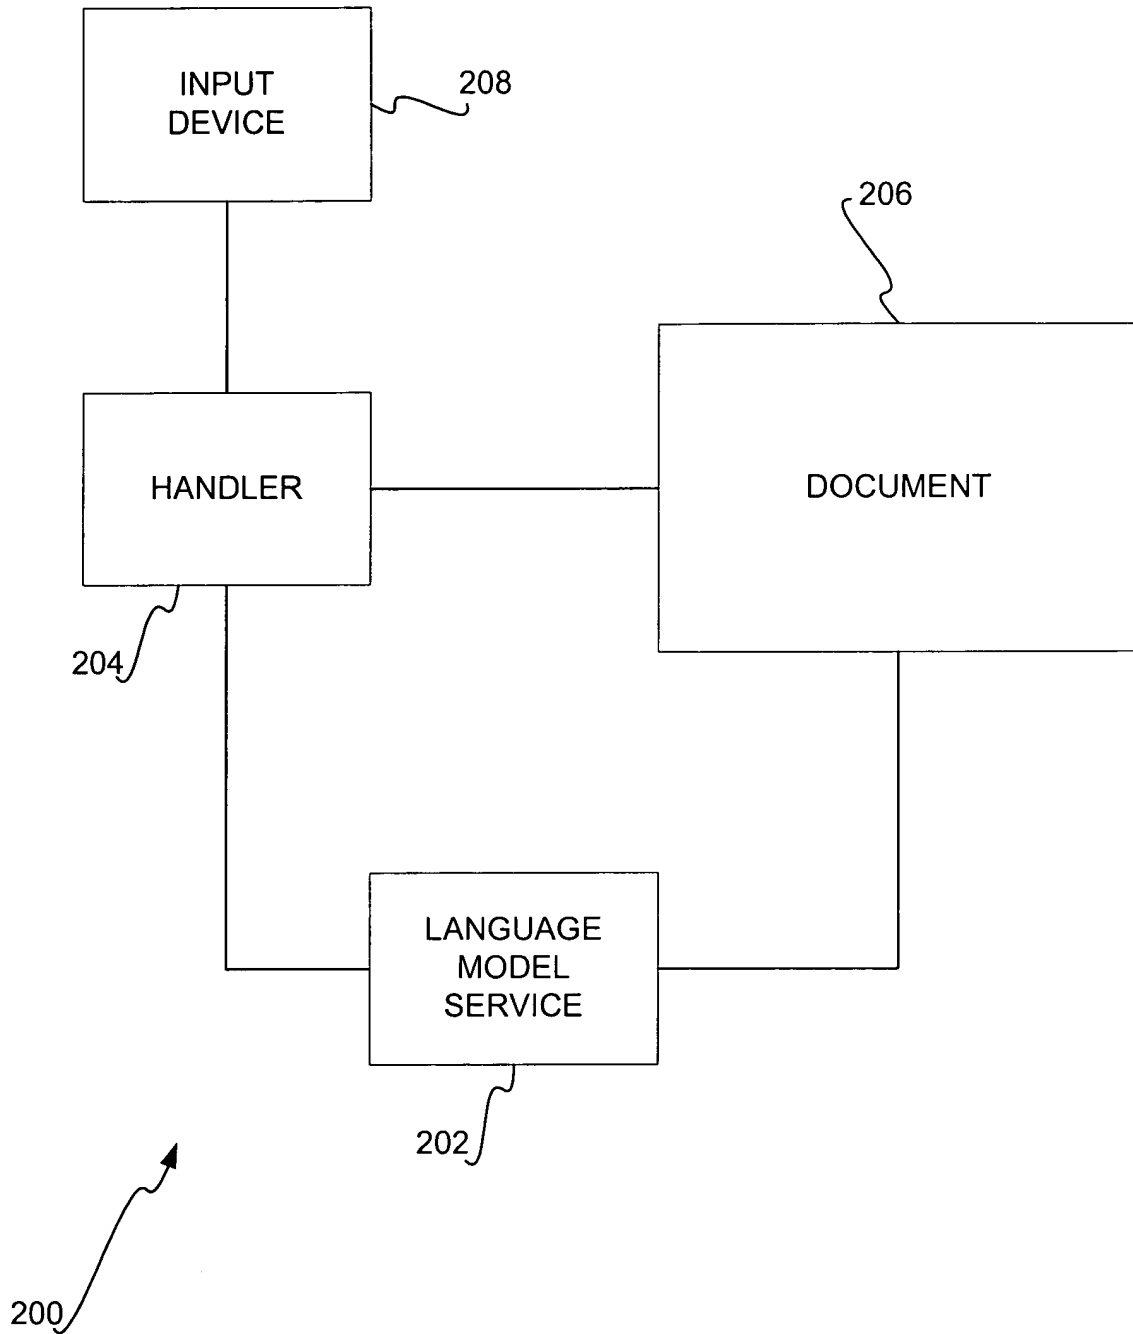 INPUT
DEVICE
208
206
HANDLER
DOCUMENT
204
LANGUAGE
MODEL
SERVICE
202
200